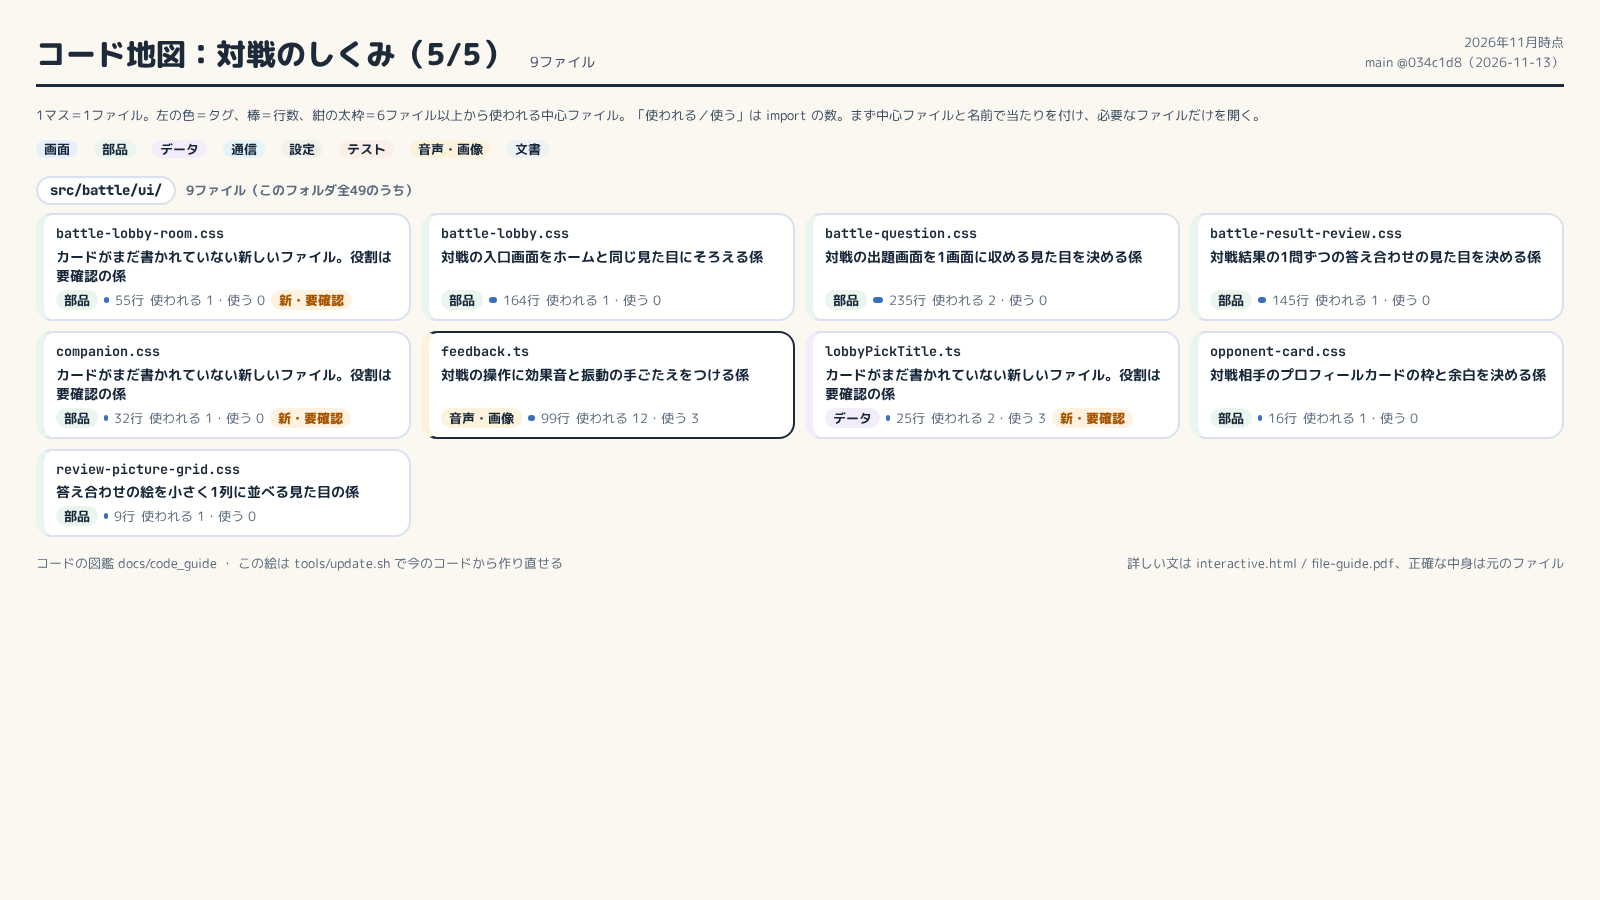 コード地図：対戦のしくみ（5/5） 9ファイル
2026年11月時点
main @034c1d8（2026-11-13）
1マス＝1ファイル。左の色＝タグ、棒＝行数、紺の太枠＝6ファイル以上から使われる中心ファイル。「使われる／使う」は import の数。まず中心ファイルと名前で当たりを付け、必要なファイルだけを開く。
画面 部品 データ 通信 設定 テスト 音声・画像 文書
src/battle/ui/ 9ファイル（このフォルダ全49のうち）
battle-lobby-room.css
カードがまだ書かれていない新しいファイル。役割は
要確認の係
部品 55行 使われる 1・使う 0 新・要確認
battle-lobby.css
対戦の入口画面をホームと同じ見た目にそろえる係
部品 164行 使われる 1・使う 0
battle-question.css
対戦の出題画面を1画面に収める見た目を決める係
部品 235行 使われる 2・使う 0
battle-result-review.css
対戦結果の1問ずつの答え合わせの見た目を決める係
部品 145行 使われる 1・使う 0
companion.css
カードがまだ書かれていない新しいファイル。役割は
要確認の係
部品 32行 使われる 1・使う 0 新・要確認
feedback.ts
対戦の操作に効果音と振動の手ごたえをつける係
音声・画像 99行 使われる 12・使う 3
lobbyPickTitle.ts
カードがまだ書かれていない新しいファイル。役割は
要確認の係
データ 25行 使われる 2・使う 3 新・要確認
opponent-card.css
対戦相手のプロフィールカードの枠と余白を決める係
部品 16行 使われる 1・使う 0
review-picture-grid.css
答え合わせの絵を小さく1列に並べる見た目の係
部品 9行 使われる 1・使う 0
コードの図鑑 docs/code_guide ・ この絵は tools/update.sh で今のコードから作り直せる
詳しい文は interactive.html / file-guide.pdf、正確な中身は元のファイル